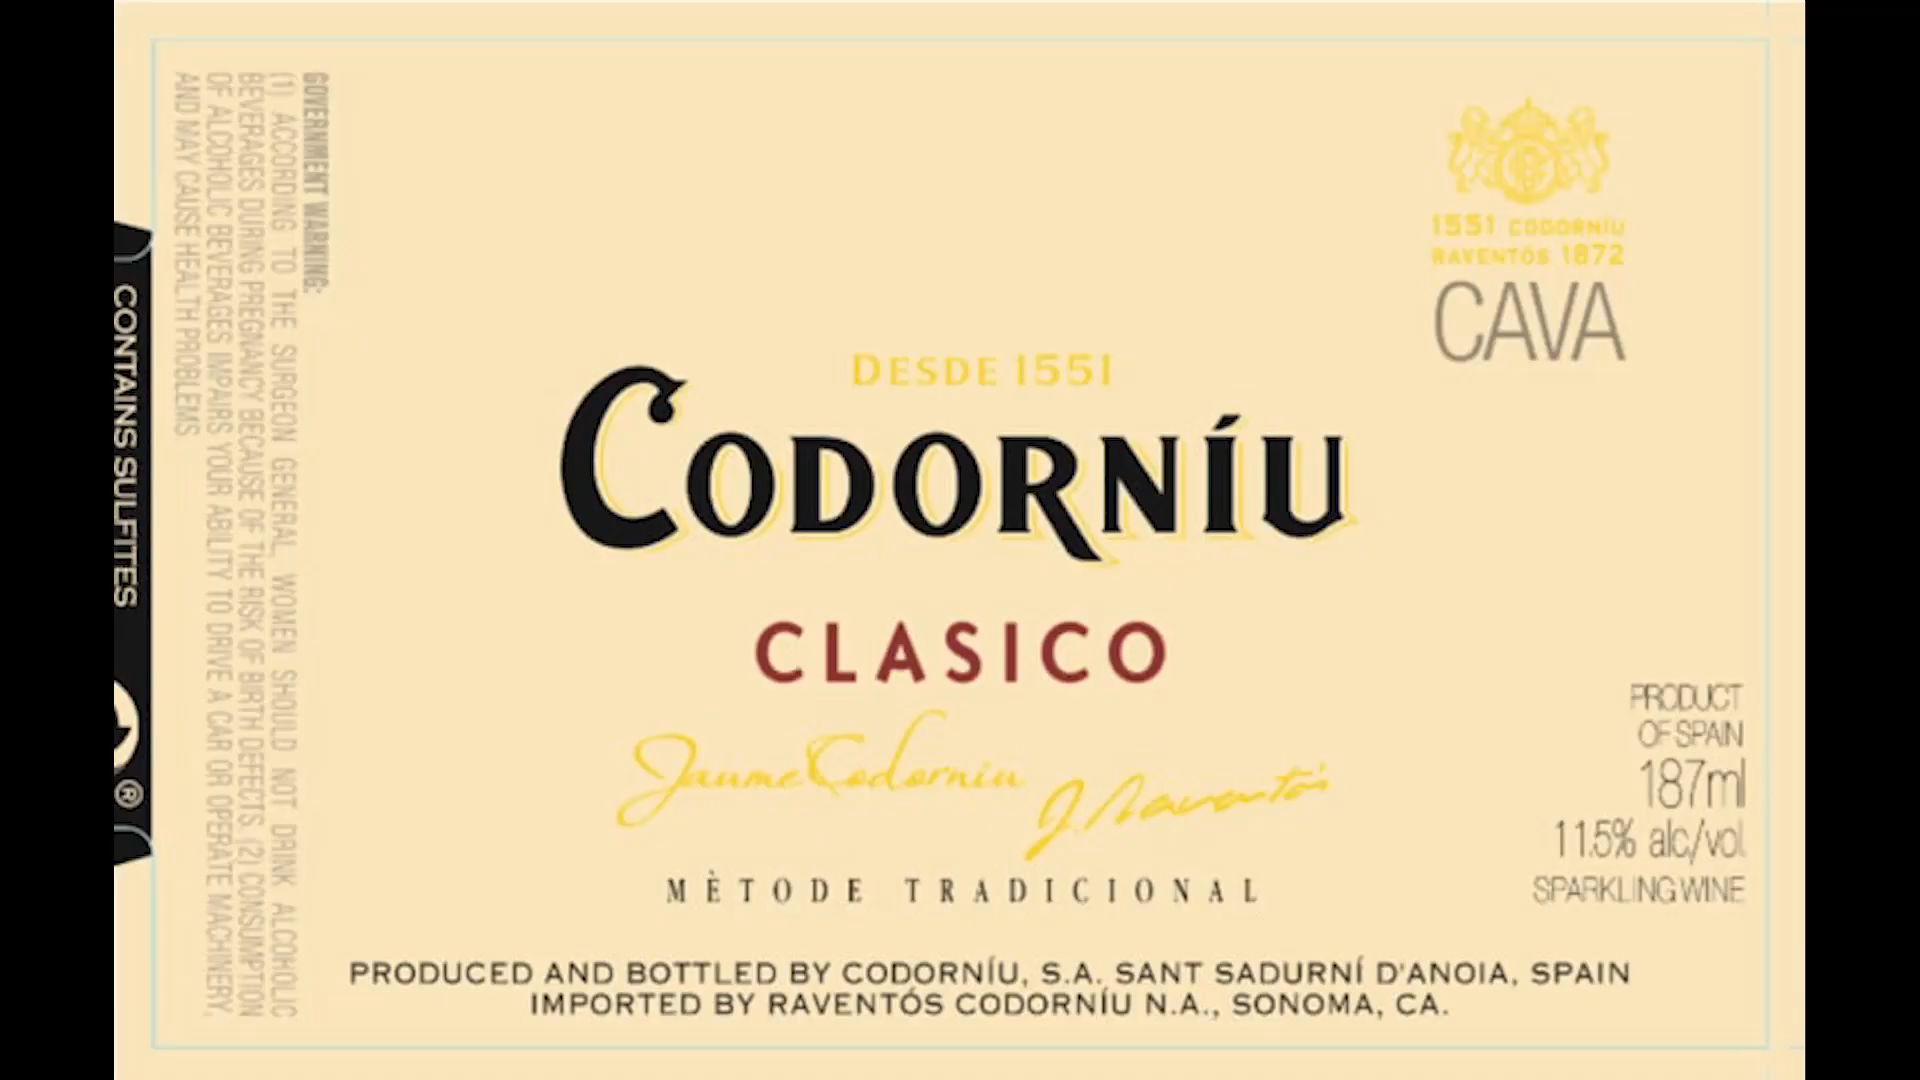 GOVERNMENT WARNING:
(1) ACCORDING TO THE SURGEON GENERAL, WOMEN SHOULD NOT DRINK ALCOHOLIC
BEVERAGES DURING PREGNANCY BECAUSE OF THE RISK OF BIRTH DEFECTS. (2) CONSUMPTION
OF ALCOHOLIC BEVERAGES IMPAIRS YOUR ABILITY TO DRIVE A CAR OR OPERATE MACHINERY,
AND MAY CAUSE HEALTH PROBLEMS.
CONTAINS SULFITES
®
1551 CODORNÍU
RAVENTÓS 1872
CAVA
DESDE 1551
CODORNÍU
CLASICO
Jaume Codorníu
J. Raventós
MÈTODE TRADICIONAL
PRODUCT
OF SPAIN
187ml
11.5% alc/vol
SPARKLING WINE
PRODUCED AND BOTTLED BY CODORNÍU, S.A. SANT SADURNÍ D'ANOIA, SPAIN
IMPORTED BY RAVENTÓS CODORNÍU N.A., SONOMA, CA.